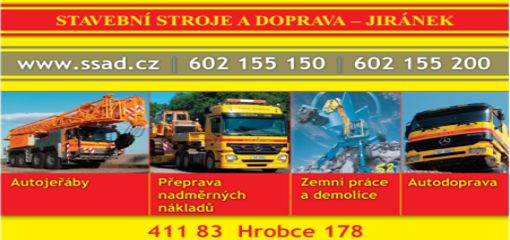 STAVEBNÍ STROJE A DOPRAVA – JIRÁNEK
www.ssad.cz | 602 155 150 – 602 155 200
Autojeřáby
Přeprava
nadměrných
nákladů
Zemní práce
a demolice
Autodoprava
411 83 Hrobce 178